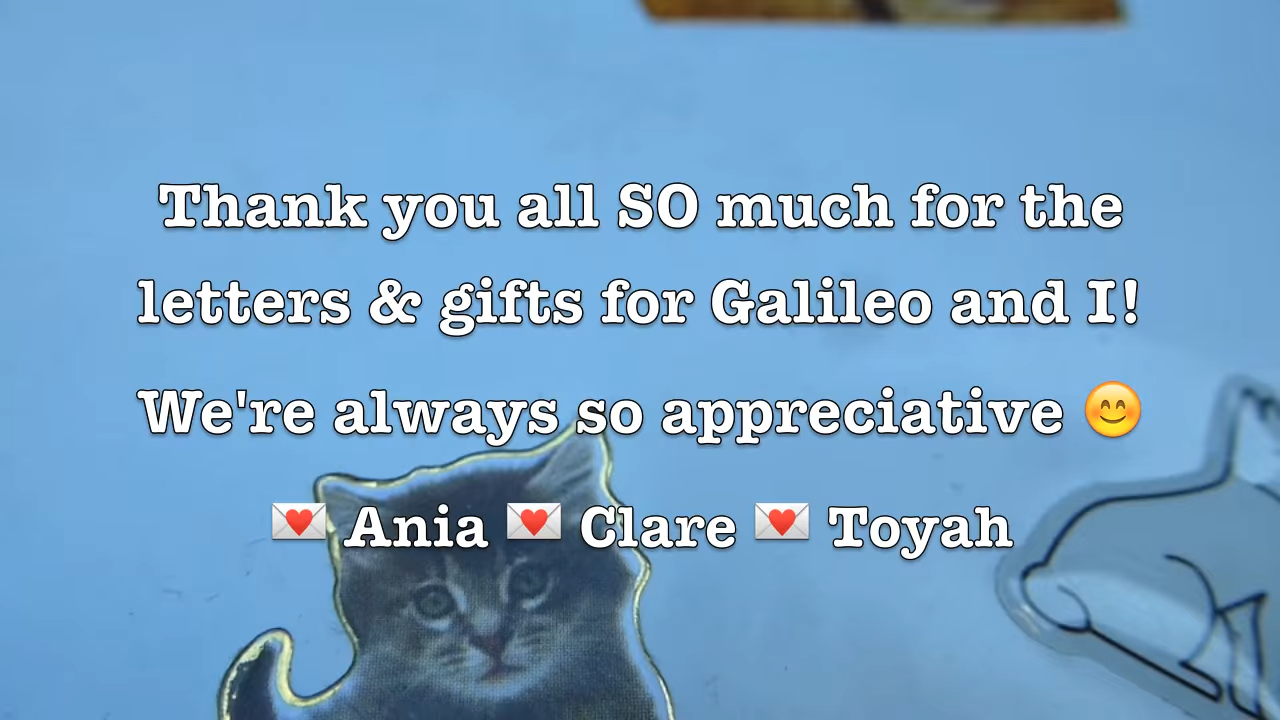 Thank you all SO much for the
letters & gifts for Galileo and I!
We're always so appreciative 😊
💌 Ania 💌 Clare 💌 Toyah